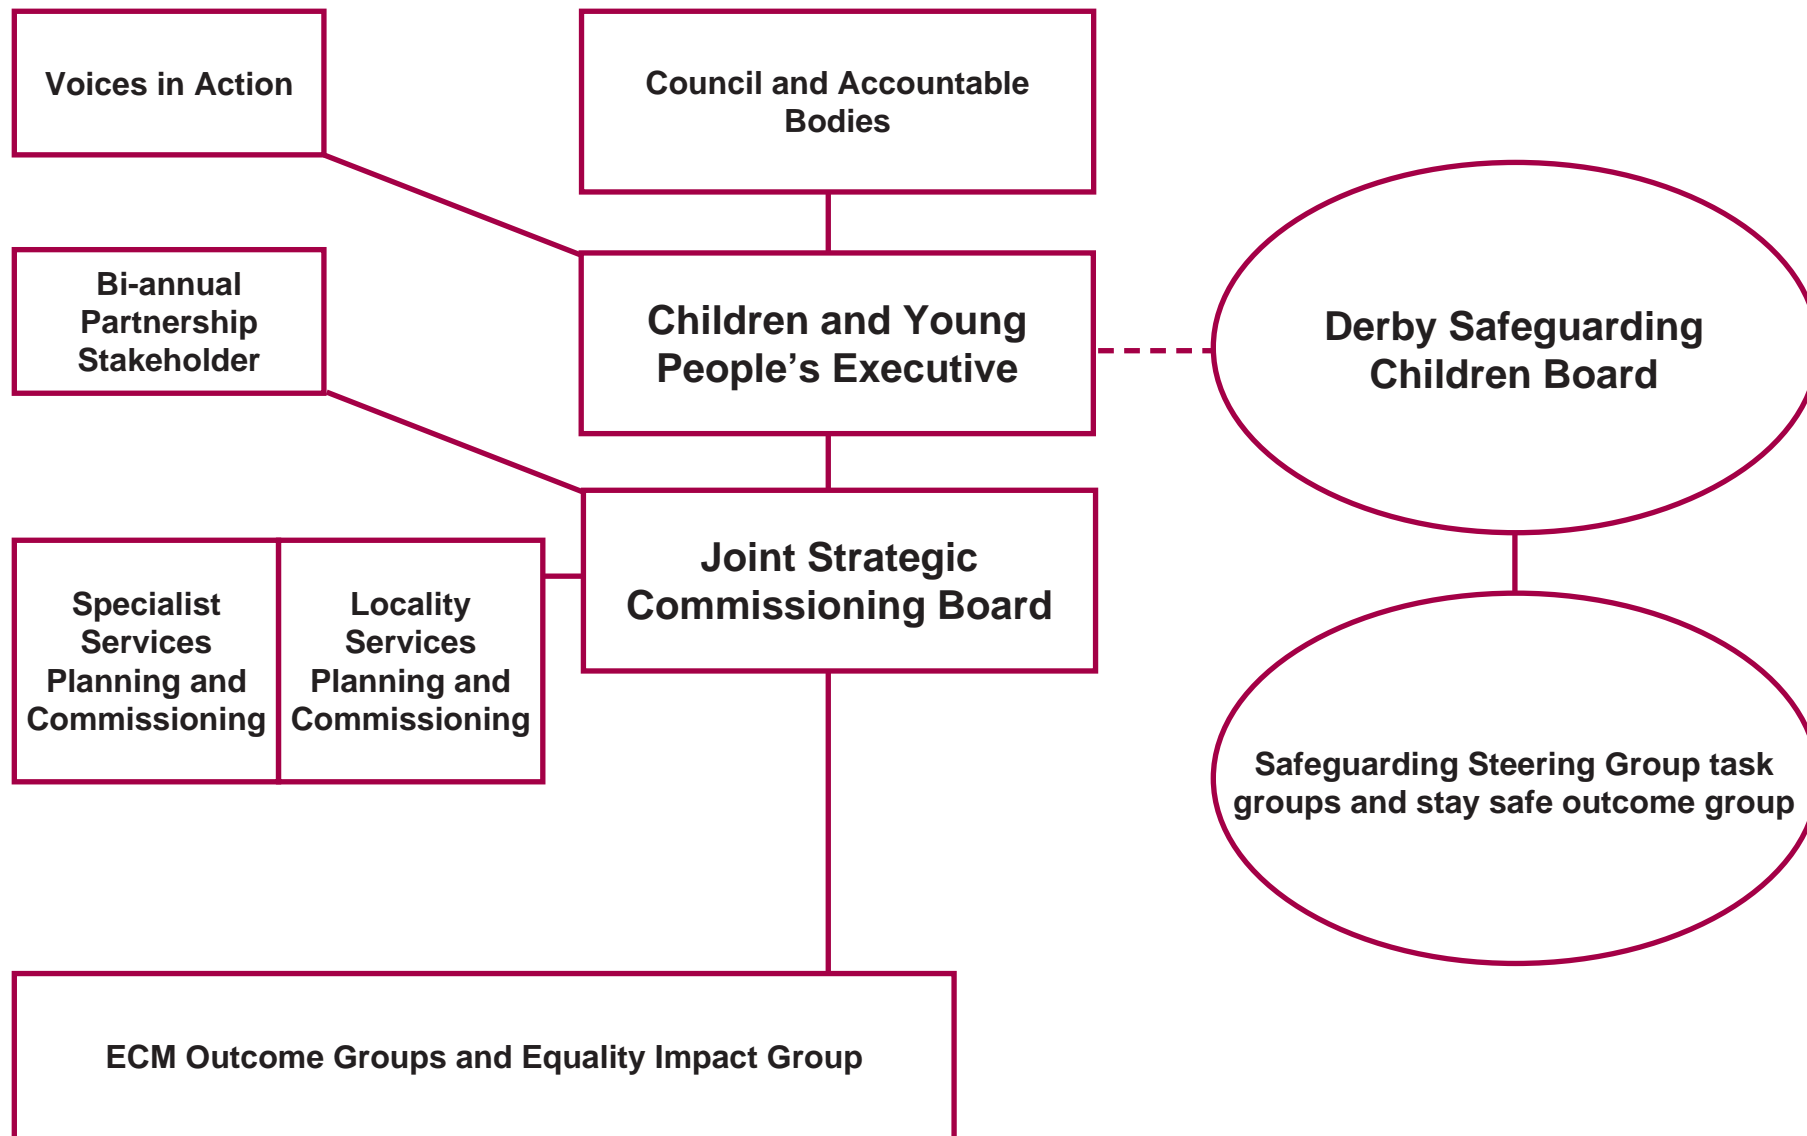 Voices in Action
Council and Accountable
Bodies
Bi-annual
Partnership
Stakeholder
Children and Young
People’s Executive
Derby Safeguarding
Children Board
Joint Strategic
Commissioning Board
Specialist
Services
Planning and
Commissioning
Locality
Services
Planning and
Commissioning
Safeguarding Steering Group task
groups and stay safe outcome group
ECM Outcome Groups and Equality Impact Group